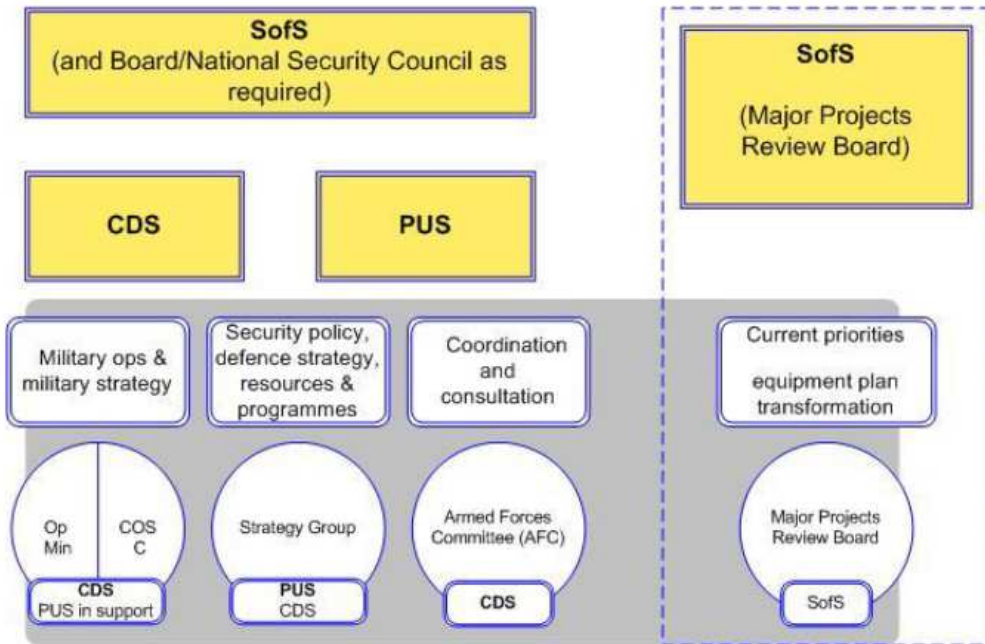 SofS
(and Board/National Security Council as
required)
SofS
(Major Projects
Review Board)
CDS
PUS
Military ops &
military strategy
Security policy,
defence strategy,
resources &
programmes
Coordination
and
consultation
Current priorities
equipment plan
transformation
Op
Min
COS
C
Strategy Group
Armed Forces
Committee (AFC)
Major Projects
Review Board
CDS
PUS in support
PUS
CDS
CDS
SofS